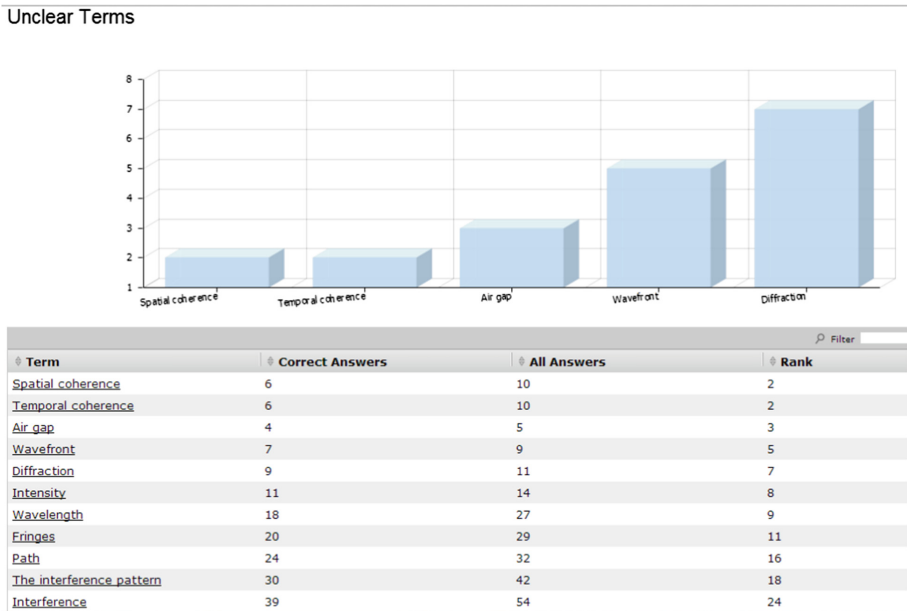 Unclear Terms
8
7
6
5
4
3
2
1
Spatial coherence Temporal coherence Air gap Wavefront Diffraction
Filter
Term Correct Answers All Answers Rank
Spatial coherence 6 10 2
Temporal coherence 6 10 2
Air gap 4 5 3
Wavefront 7 9 5
Diffraction 9 11 7
Intensity 11 14 8
Wavelength 18 27 9
Fringes 20 29 11
Path 24 32 16
The interference pattern 30 42 18
Interference 39 54 24